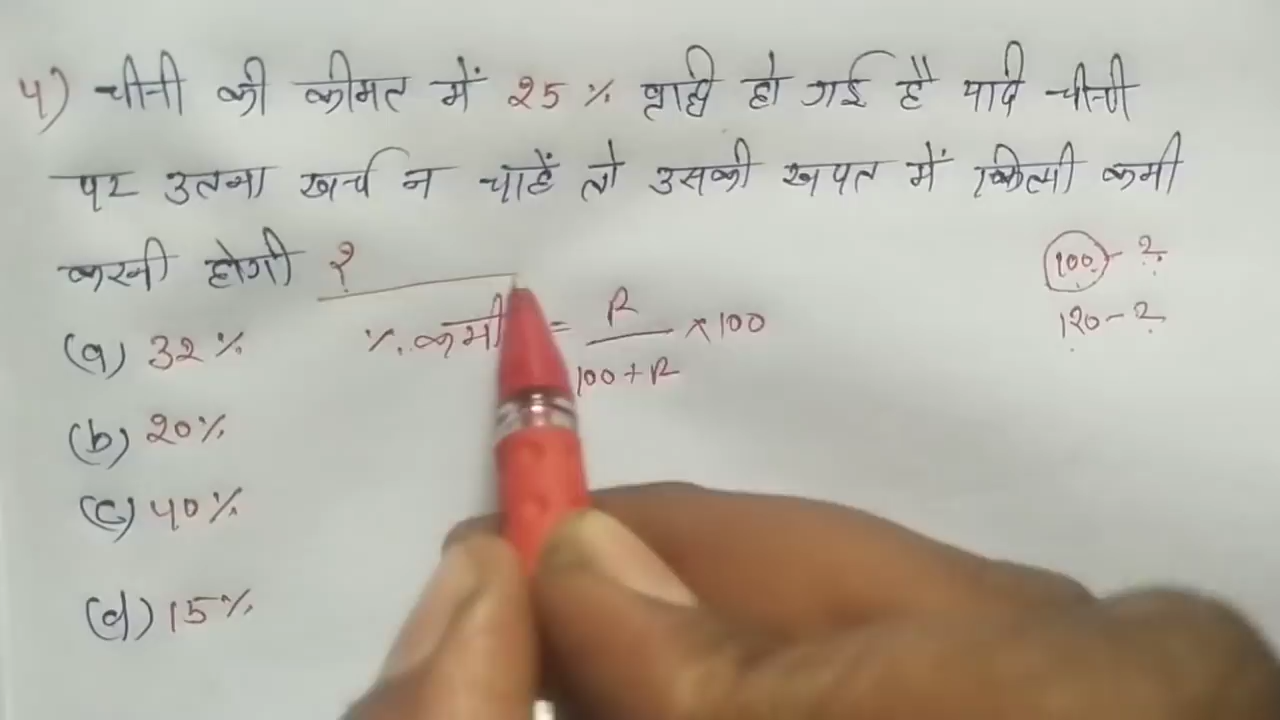 4) चीनी की कीमत में 25 % वृद्धि हो गई है यदि चीनी
पर उतना खर्च न चाहें तो उसकी खपत में कितनी कमी
करनी होगी ?
100 - ?
120 - ?
% कमी = R / 100 + R × 100
(a) 32 %
(b) 20 %
(c) 40 %
(d) 15 %